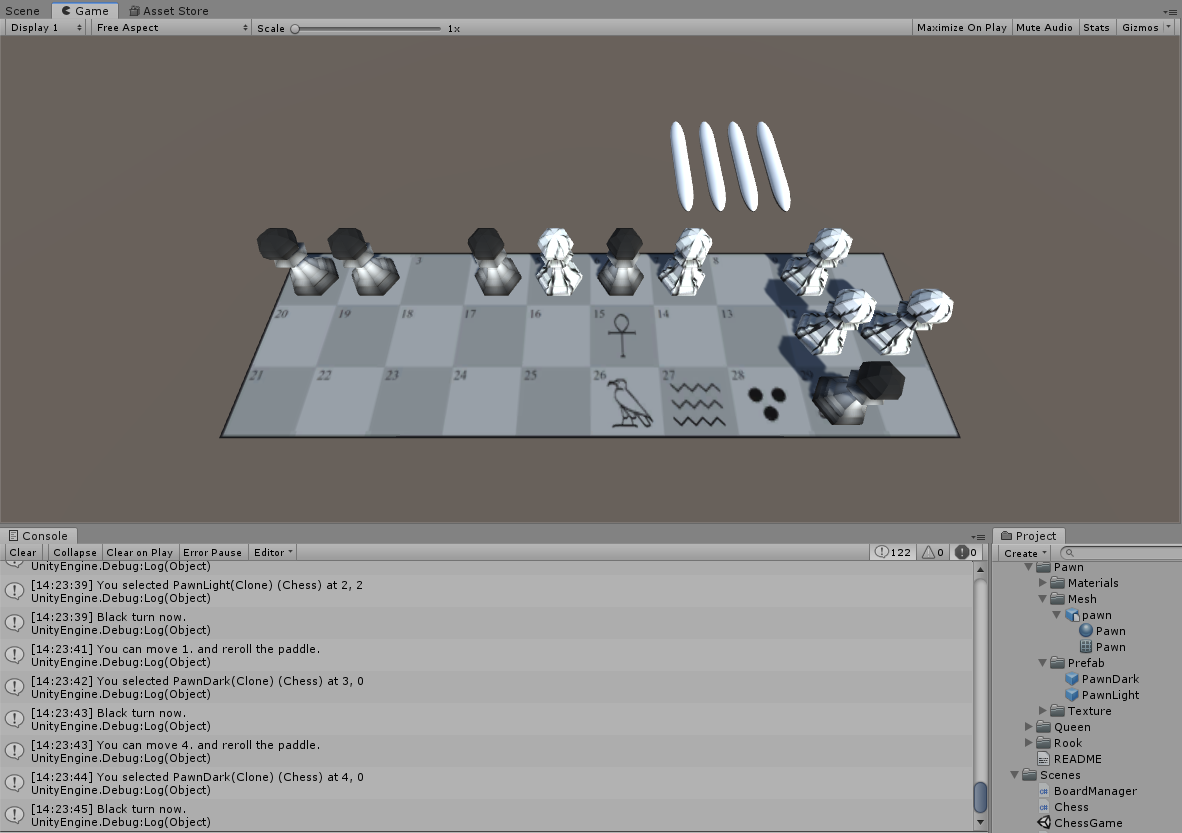 Scene Game Asset Store
Display 1 Free Aspect Scale 1x Maximize On Play Mute Audio Stats Gizmos
3 8
20 19 18 17 16 15 14 13 12
21 22 23 24 25 26 27 28 29
Console
Clear Collapse Clear on Play Error Pause Editor 122 0 0
UnityEngine.Debug:Log(Object)
[14:23:39] You selected PawnLight(Clone) (Chess) at 2, 2
UnityEngine.Debug:Log(Object)
[14:23:39] Black turn now.
UnityEngine.Debug:Log(Object)
[14:23:41] You can move 1. and reroll the paddle.
UnityEngine.Debug:Log(Object)
[14:23:42] You selected PawnDark(Clone) (Chess) at 3, 0
UnityEngine.Debug:Log(Object)
[14:23:43] Black turn now.
UnityEngine.Debug:Log(Object)
[14:23:43] You can move 4. and reroll the paddle.
UnityEngine.Debug:Log(Object)
[14:23:44] You selected PawnDark(Clone) (Chess) at 4, 0
UnityEngine.Debug:Log(Object)
[14:23:45] Black turn now.
UnityEngine.Debug:Log(Object)
Project
Create
Pawn
Materials
Mesh
pawn
Pawn
Pawn
Prefab
PawnDark
PawnLight
Texture
Queen
Rook
README
Scenes
BoardManager
Chess
ChessGame